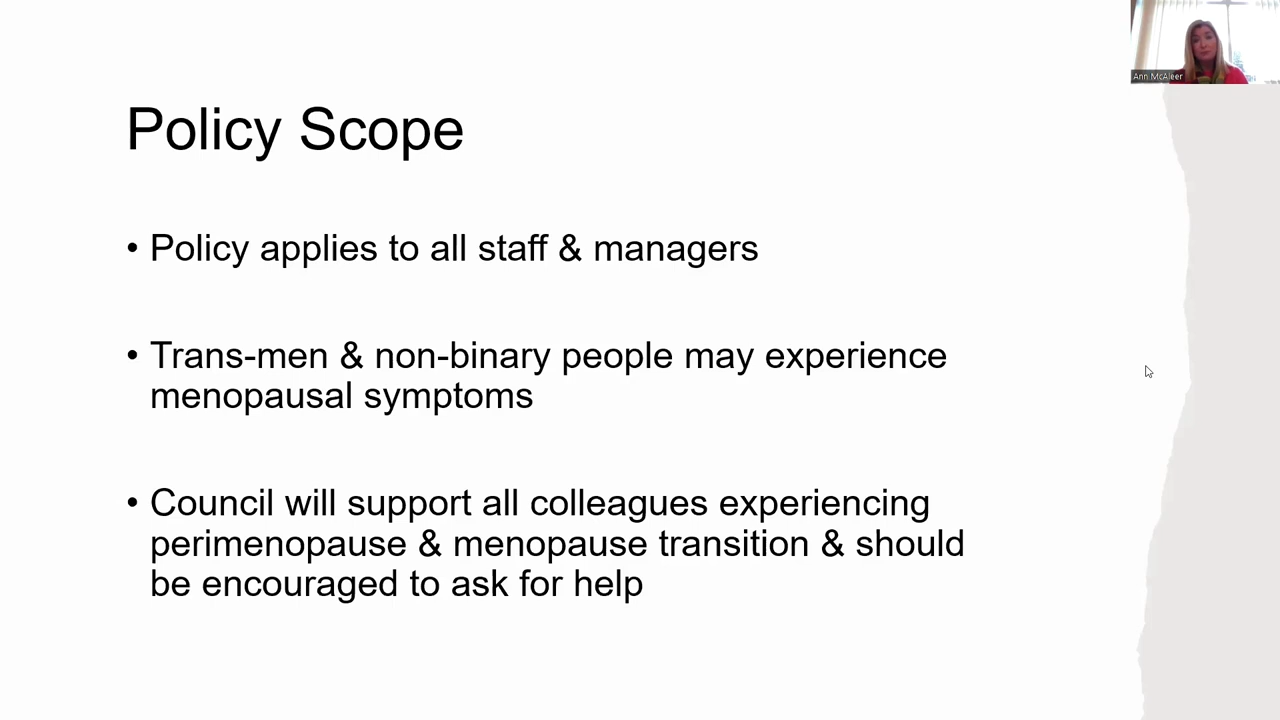 Ann McAleer
Policy Scope
• Policy applies to all staff & managers
• Trans-men & non-binary people may experience
menopausal symptoms
• Council will support all colleagues experiencing
perimenopause & menopause transition & should
be encouraged to ask for help